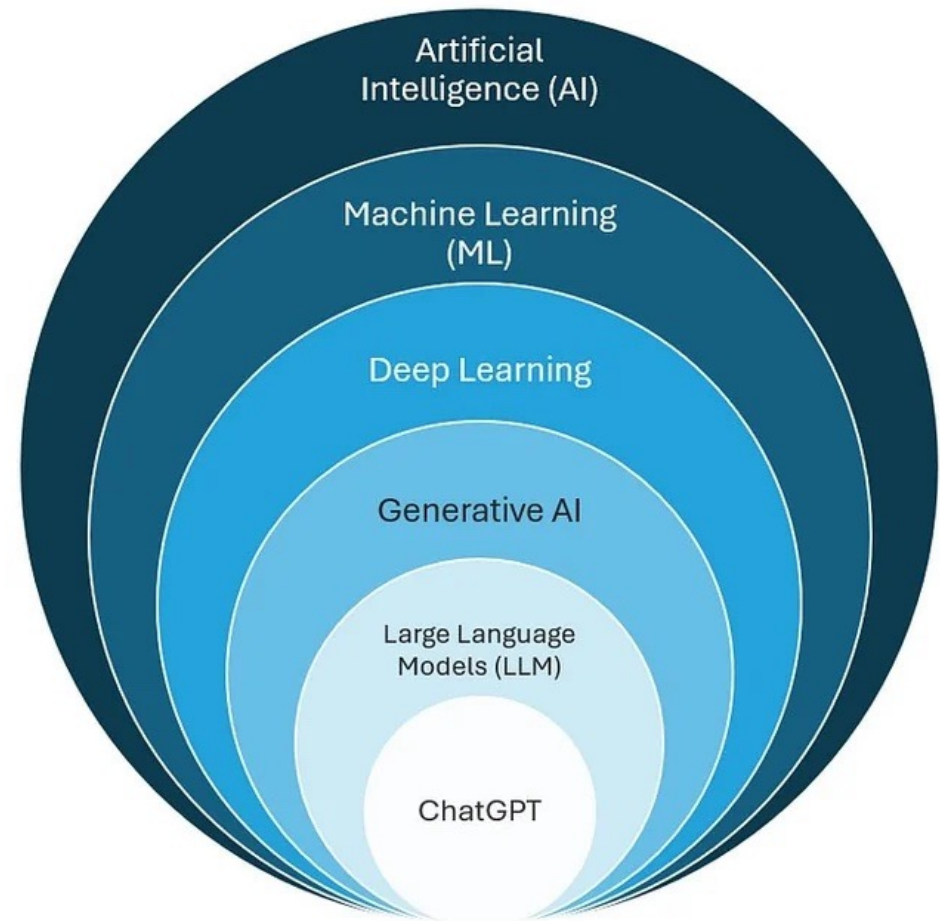 Artificial
Intelligence (AI)
Machine Learning
(ML)
Deep Learning
Generative AI
Large Language
Models (LLM)
ChatGPT